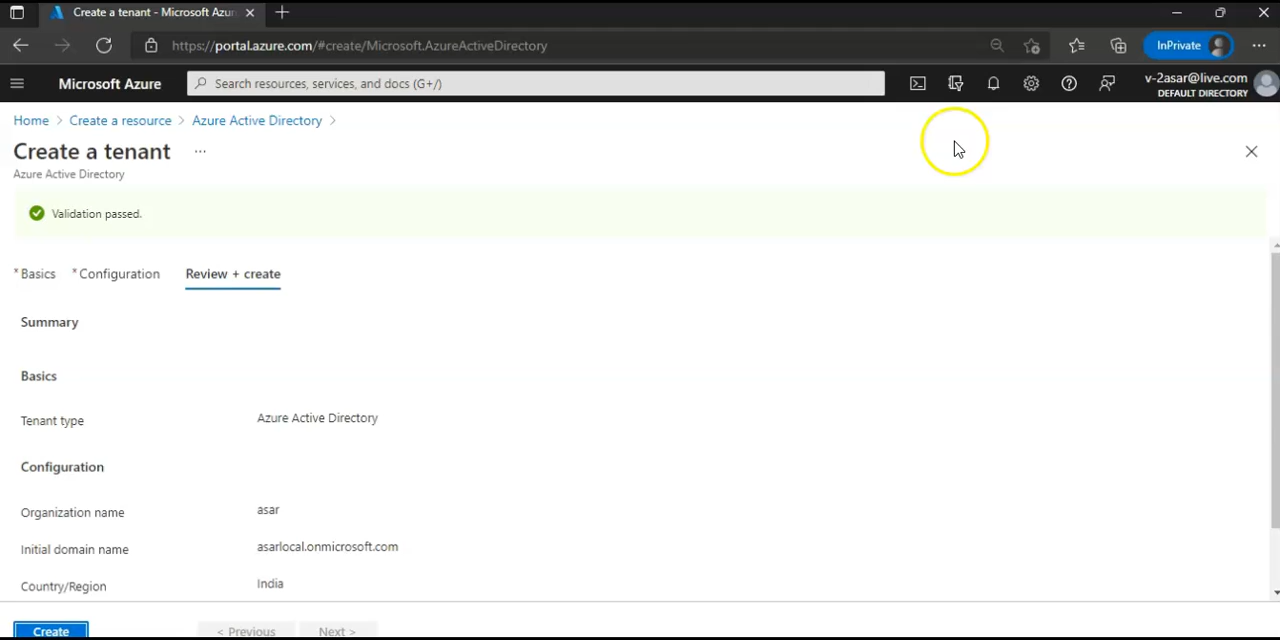 Create a tenant - Microsoft Azur
https://portal.azure.com/#create/Microsoft.AzureActiveDirectory
InPrivate
Microsoft Azure
Search resources, services, and docs (G+/)
v-2asar@live.com
DEFAULT DIRECTORY
Home > Create a resource > Azure Active Directory >
Create a tenant ...
Azure Active Directory
Validation passed.
* Basics * Configuration Review + create
Summary
Basics
Tenant type Azure Active Directory
Configuration
Organization name asar
Initial domain name asarlocal.onmicrosoft.com
Country/Region India
Create < Previous Next >